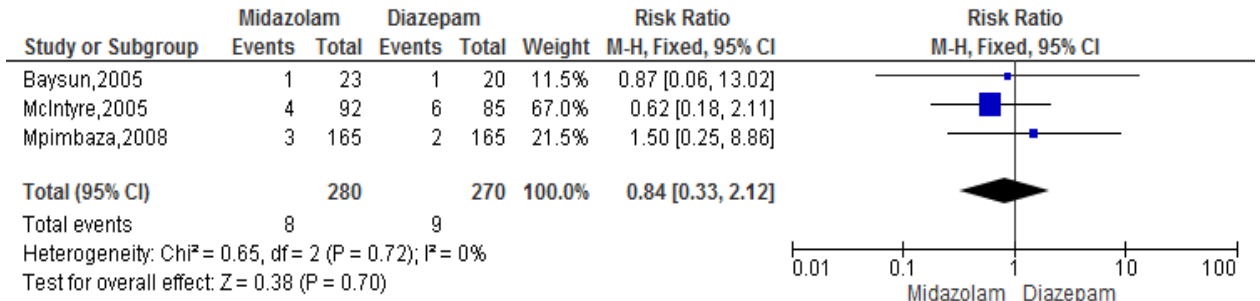 Midazolam Diazepam Risk Ratio Risk Ratio
Study or Subgroup Events Total Events Total Weight M-H, Fixed, 95% CI M-H, Fixed, 95% CI
Baysun,2005 1 23 1 20 11.5% 0.87 [0.06, 13.02]
McIntyre,2005 4 92 6 85 67.0% 0.62 [0.18, 2.11]
Mpimbaza,2008 3 165 2 165 21.5% 1.50 [0.25, 8.86]
Total (95% CI) 280 270 100.0% 0.84 [0.33, 2.12]
Total events 8 9
Heterogeneity: Chi² = 0.65, df = 2 (P = 0.72); I² = 0%
Test for overall effect: Z = 0.38 (P = 0.70)
0.01 0.1 1 10 100
Midazolam Diazepam